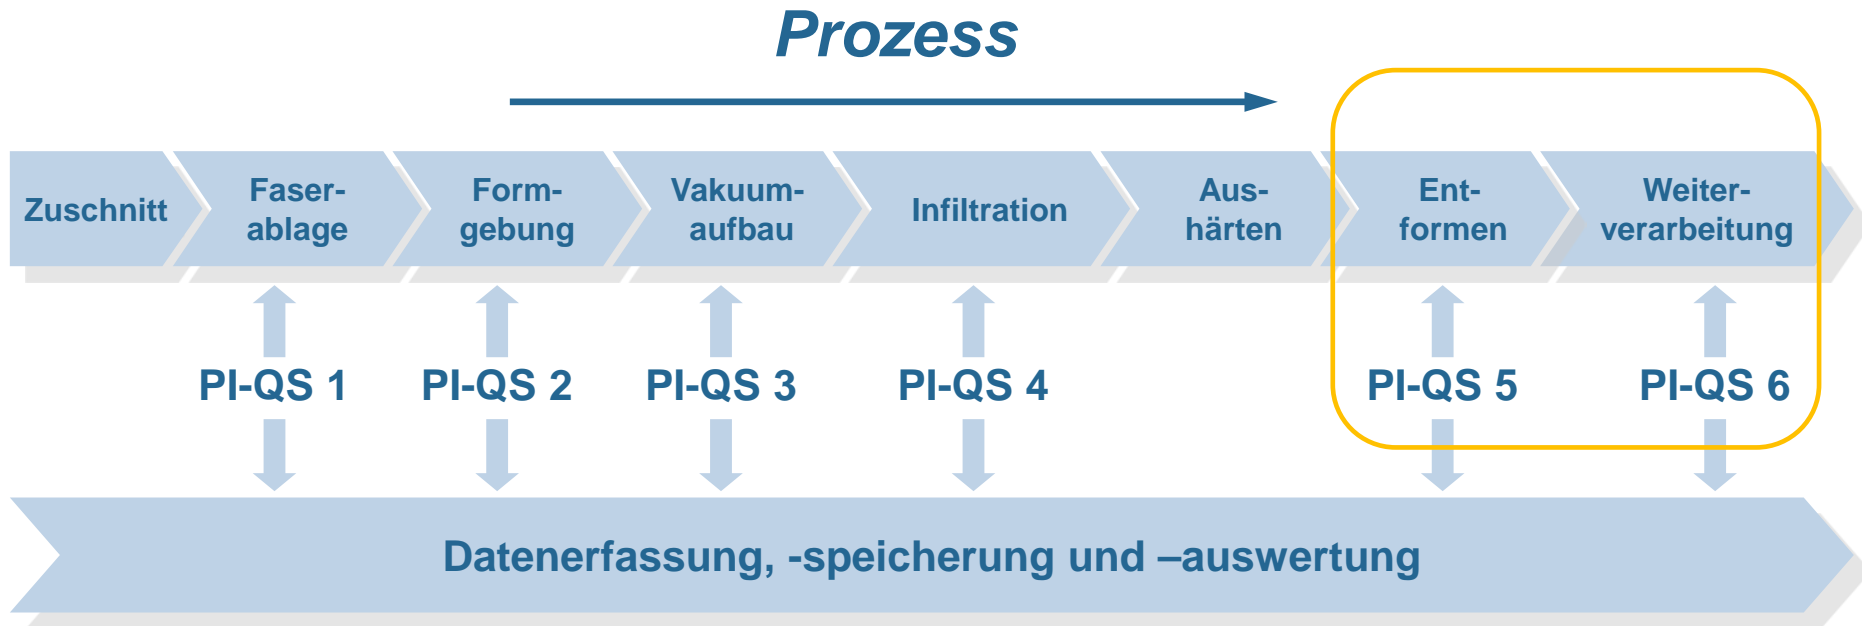 Prozess
Zuschnitt
Faser-
ablage
Form-
gebung
Vakuum-
aufbau
Infiltration
Aus-
härten
Ent-
formen
Weiter-
verarbeitung
PI-QS 1
PI-QS 2
PI-QS 3
PI-QS 4
PI-QS 5
PI-QS 6
Datenerfassung, -speicherung und –auswertung